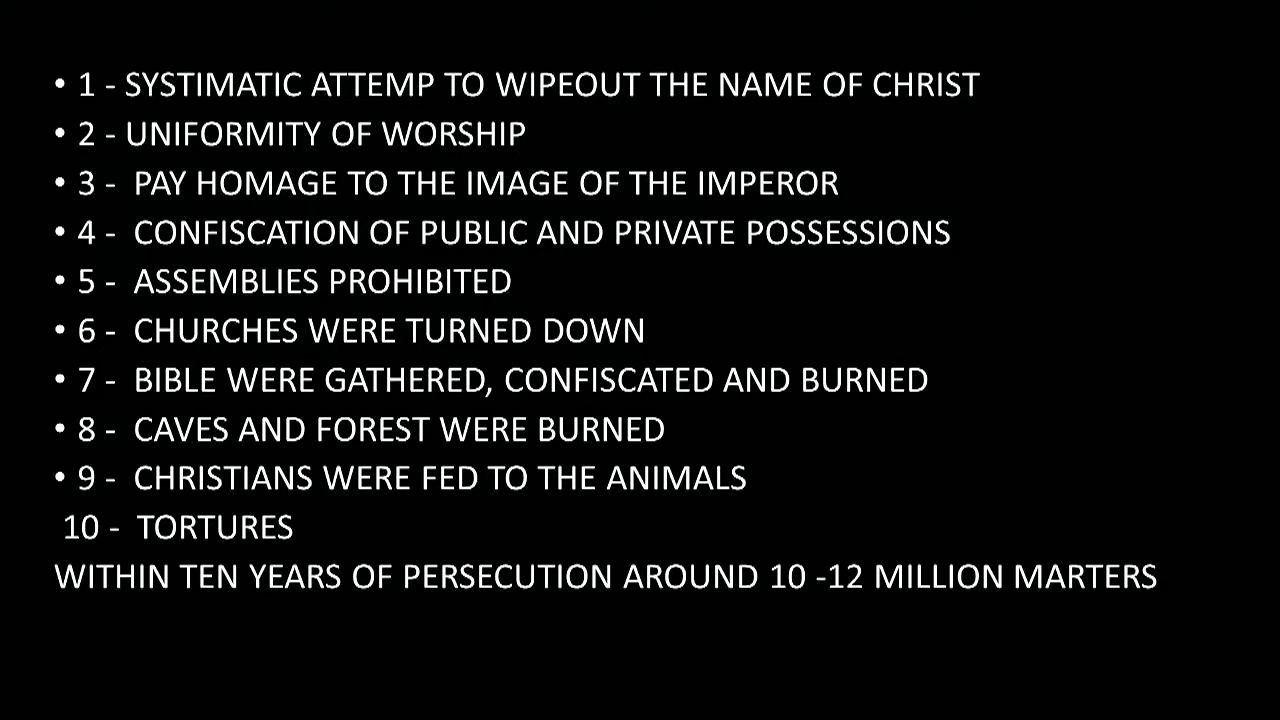 • 1 - SYSTIMATIC ATTEMP TO WIPEOUT THE NAME OF CHRIST
• 2 - UNIFORMITY OF WORSHIP
• 3 -  PAY HOMAGE TO THE IMAGE OF THE IMPEROR
• 4 -  CONFISCATION OF PUBLIC AND PRIVATE POSSESSIONS
• 5 -  ASSEMBLIES PROHIBITED
• 6 -  CHURCHES WERE TURNED DOWN
• 7 -  BIBLE WERE GATHERED, CONFISCATED AND BURNED
• 8 -  CAVES AND FOREST WERE BURNED
• 9 -  CHRISTIANS WERE FED TO THE ANIMALS
10 -  TORTURES
WITHIN TEN YEARS OF PERSECUTION AROUND 10 -12 MILLION MARTERS